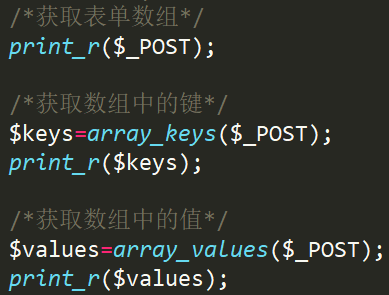 /*获取表单数组*/
print_r($_POST);
/*获取数组中的键*/
$keys=array_keys($_POST);
print_r($keys);
/*获取数组中的值*/
$values=array_values($_POST);
print_r($values);